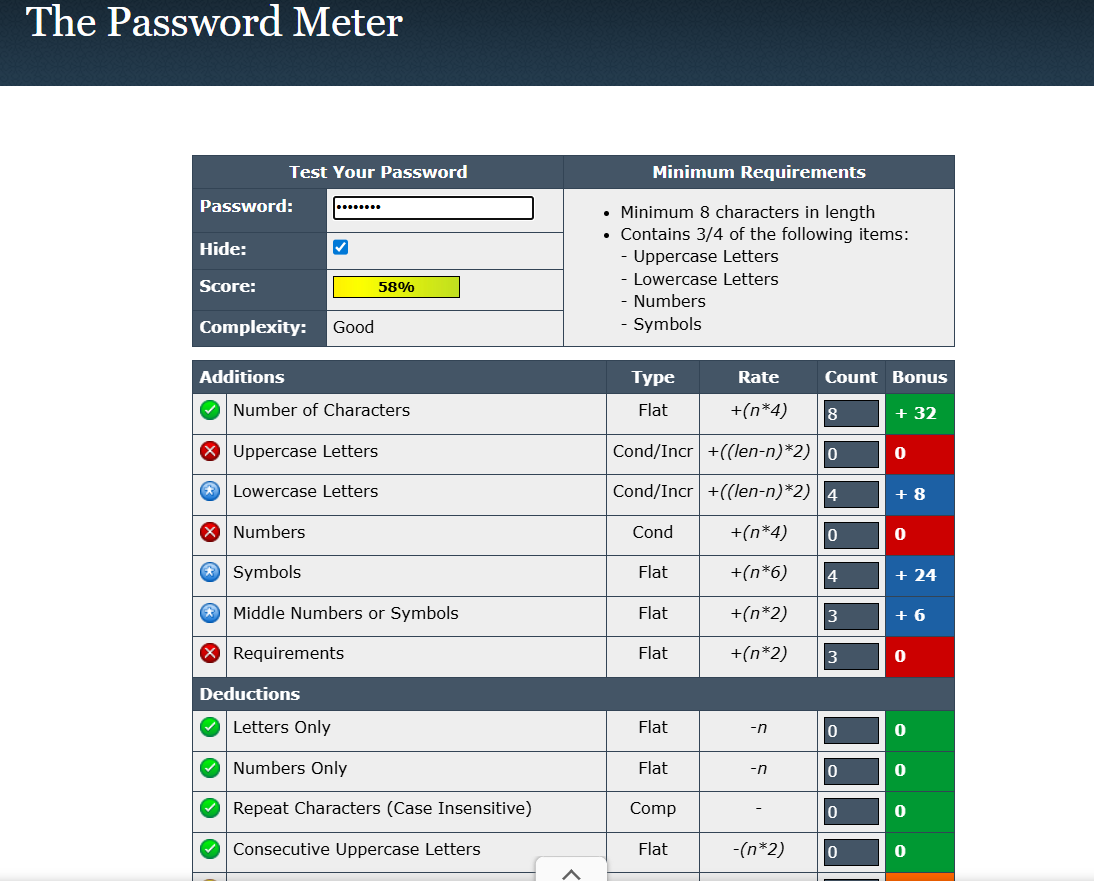 The Password Meter
Test Your Password Minimum Requirements
Password: ••••••••
Hide:
Score: 58%
Complexity: Good
• Minimum 8 characters in length
• Contains 3/4 of the following items:
- Uppercase Letters
- Lowercase Letters
- Numbers
- Symbols
Additions Type Rate Count Bonus
Number of Characters Flat +(n*4) 8 + 32
Uppercase Letters Cond/Incr +((len-n)*2) 0 0
Lowercase Letters Cond/Incr +((len-n)*2) 4 + 8
Numbers Cond +(n*4) 0 0
Symbols Flat +(n*6) 4 + 24
Middle Numbers or Symbols Flat +(n*2) 3 + 6
Requirements Flat +(n*2) 3 0
Deductions
Letters Only Flat -n 0 0
Numbers Only Flat -n 0 0
Repeat Characters (Case Insensitive) Comp - 0 0
Consecutive Uppercase Letters Flat -(n*2) 0 0